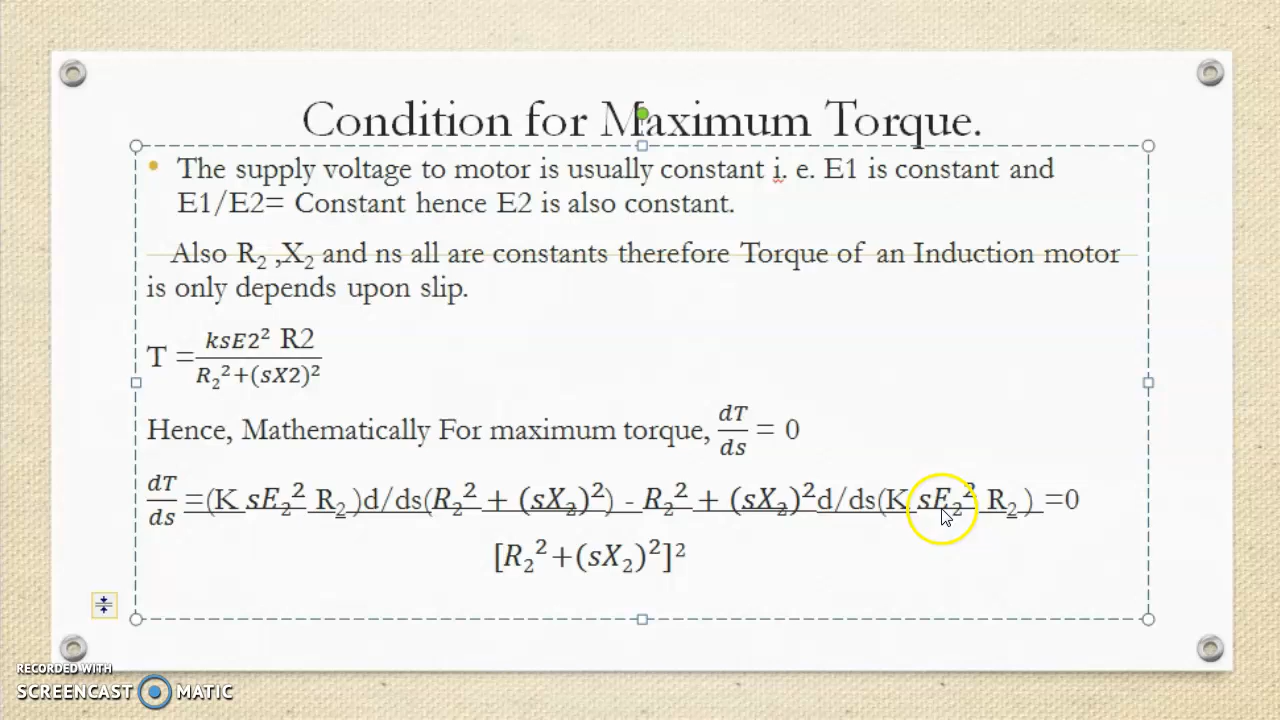 Condition for Maximum Torque.
• The supply voltage to motor is usually constant i. e. E1 is constant and
E1/E2= Constant hence E2 is also constant.
Also R₂ ,X₂ and ns all are constants therefore Torque of an Induction motor
is only depends upon slip.
T = ksE2² R2 / R₂²+(sX2)²
Hence, Mathematically For maximum torque, dT/ds = 0
dT/ds =(K sE₂² R₂ )d/ds(R₂² + (sX₂)²) - R₂² + (sX₂)²d/ds(K sE₂² R₂ ) =0
[R₂²+(sX₂)²]²
RECORDED WITH
SCREENCAST MATIC